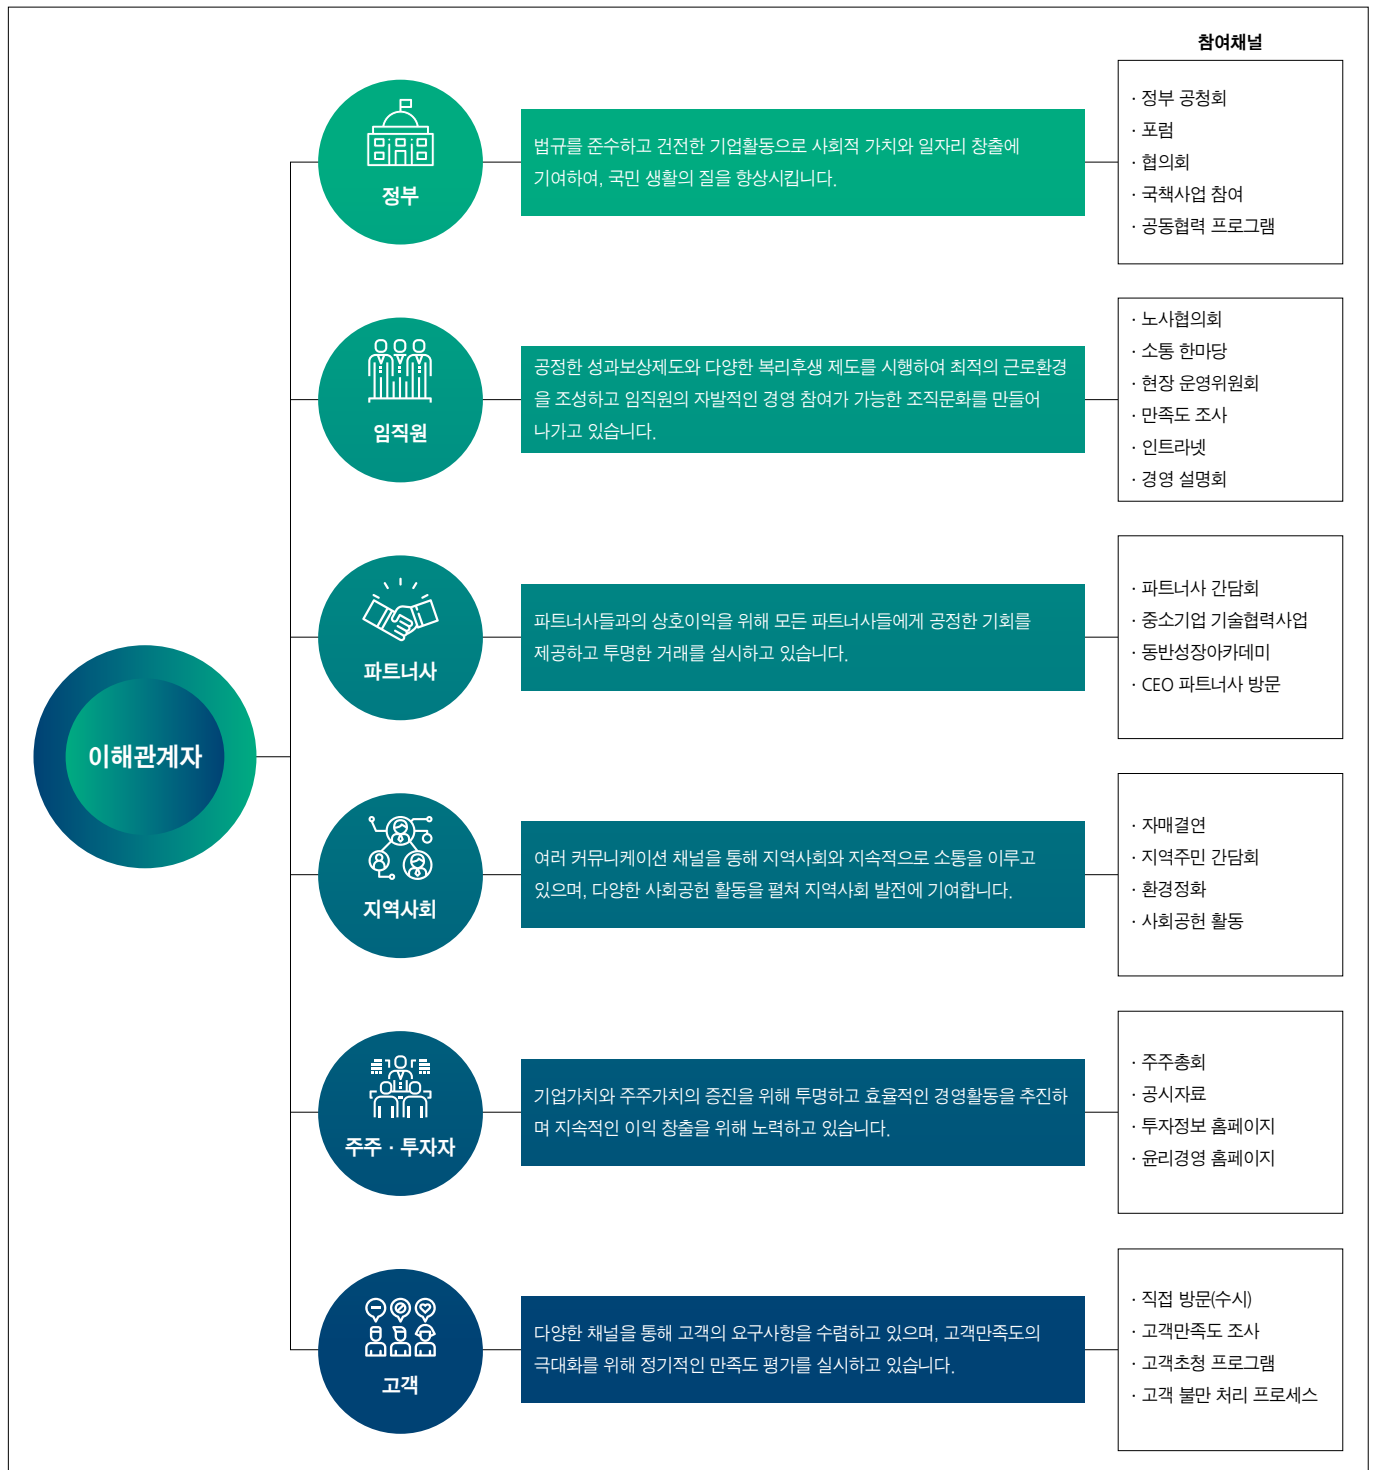 참여채널
정부
법규를 준수하고 건전한 기업활동으로 사회적 가치와 일자리 창출에
기여하여, 국민 생활의 질을 향상시킵니다.
· 정부 공청회
· 포럼
· 협의회
· 국책사업 참여
· 공동협력 프로그램
임직원
공정한 성과보상제도와 다양한 복리후생 제도를 시행하여 최적의 근로환경
을 조성하고 임직원의 자발적인 경영 참여가 가능한 조직문화를 만들어
나가고 있습니다.
· 노사협의회
· 소통 한마당
· 현장 운영위원회
· 만족도 조사
· 인트라넷
· 경영 설명회
파트너사
파트너사들과의 상호이익을 위해 모든 파트너사들에게 공정한 기회를
제공하고 투명한 거래를 실시하고 있습니다.
· 파트너사 간담회
· 중소기업 기술협력사업
· 동반성장아카데미
· CEO 파트너사 방문
이해관계자
지역사회
여러 커뮤니케이션 채널을 통해 지역사회와 지속적으로 소통을 이루고
있으며, 다양한 사회공헌 활동을 펼쳐 지역사회 발전에 기여합니다.
· 자매결연
· 지역주민 간담회
· 환경정화
· 사회공헌 활동
주주 · 투자자
기업가치와 주주가치의 증진을 위해 투명하고 효율적인 경영활동을 추진하
며 지속적인 이익 창출을 위해 노력하고 있습니다.
· 주주총회
· 공시자료
· 투자정보 홈페이지
· 윤리경영 홈페이지
고객
다양한 채널을 통해 고객의 요구사항을 수렴하고 있으며, 고객만족도의
극대화를 위해 정기적인 만족도 평가를 실시하고 있습니다.
· 직접 방문(수시)
· 고객만족도 조사
· 고객초청 프로그램
· 고객 불만 처리 프로세스